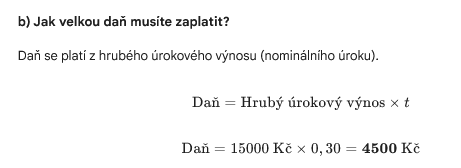 b) Jak velkou daň musíte zaplatit?
Daň se platí z hrubého úrokového výnosu (nominálního úroku).
Daň = Hrubý úrokový výnos × t
Daň = 15000 Kč × 0, 30 = 4500 Kč